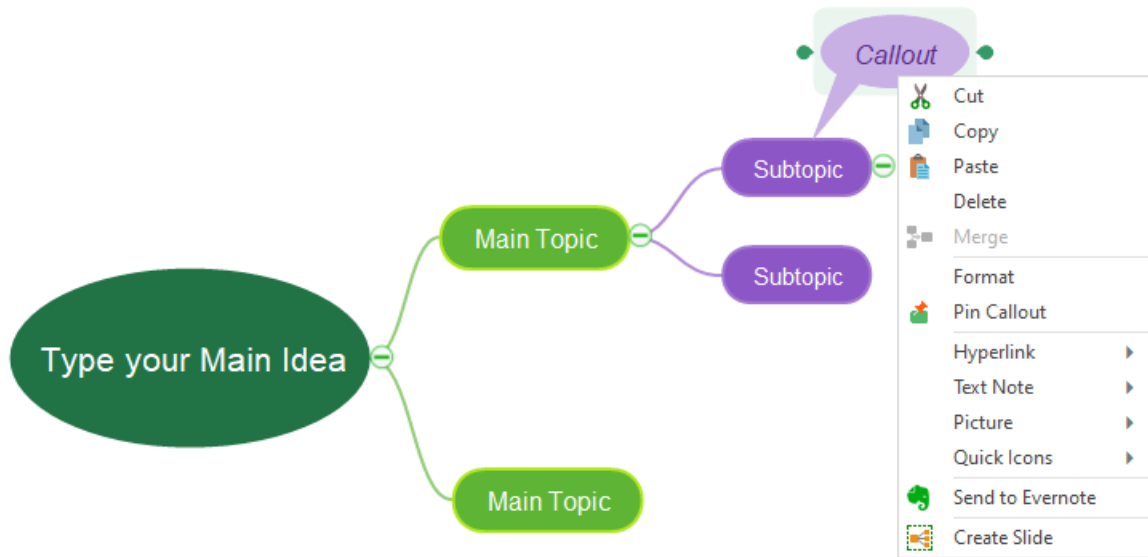 Callout
Cut
Copy
Paste
Delete
Merge
Format
Pin Callout
Hyperlink
Text Note
Picture
Quick Icons
Send to Evernote
Create Slide
Subtopic
Main Topic
Subtopic
Type your Main Idea
Main Topic